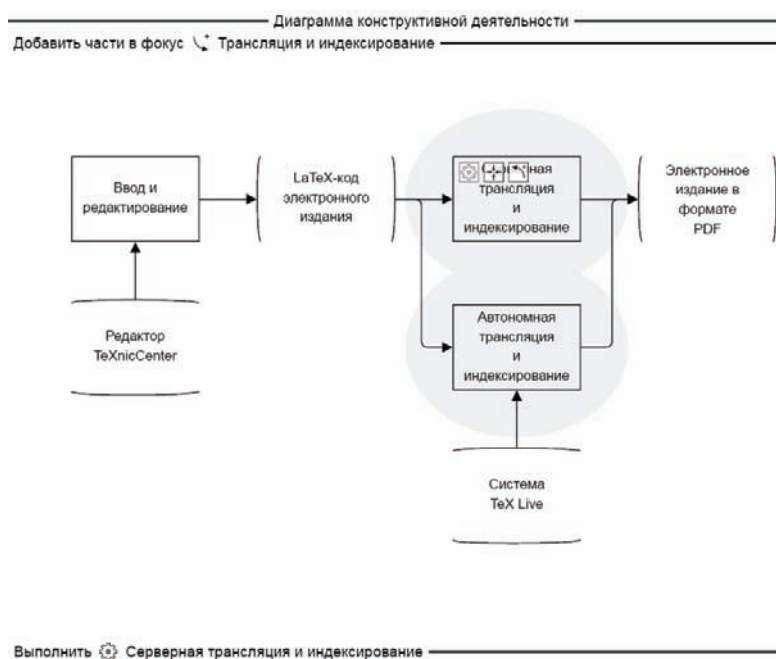 Диаграмма конструктивной деятельности
Добавить части в фокус Трансляция и индексирование
Ввод и
редактирование
LaTeX-код
электронного
издания
трансляция
и
индексирование
Электронное
издание в
формате
PDF
Редактор
TeXnicCenter
Автономная
трансляция
и
индексирование
Система
TeX Live
Выполнить Серверная трансляция и индексирование